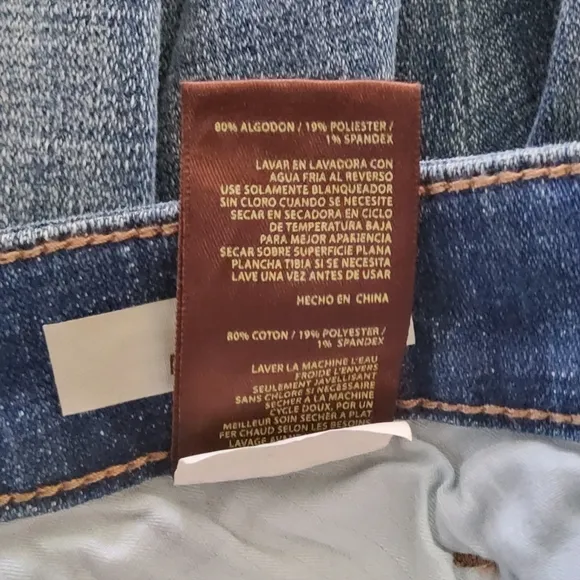 80% ALGODON / 19% POLIESTER /
1% SPANDEX
LAVAR EN LAVADORA CON
AGUA FRIA AL REVERSO
USE SOLAMENTE BLANQUEADOR
SIN CLORO CUANDO SE NECESITE
SECAR EN SECADORA EN CICLO
DE TEMPERATURA BAJA
PARA MEJOR APARIENCIA
SECAR SOBRE SUPERFICIE PLANA
PLANCHA TIBIA SI SE NECESITA
LAVE UNA VEZ ANTES DE USAR
HECHO EN CHINA
80% COTON / 19% POLYESTER /
1% SPANDEX
LAVER LA MACHINE L'EAU
FROIDE L'ENVERS
SEULEMENT JAVELLISANT
SANS CHLORE SI NECESSAIRE
SECHER A LA MACHINE
CYCLE DOUX, POUR UN
MEILLEUR SOIN SECHER A PLAT
FER CHAUD SELON LES BESOINS
LAVAGE